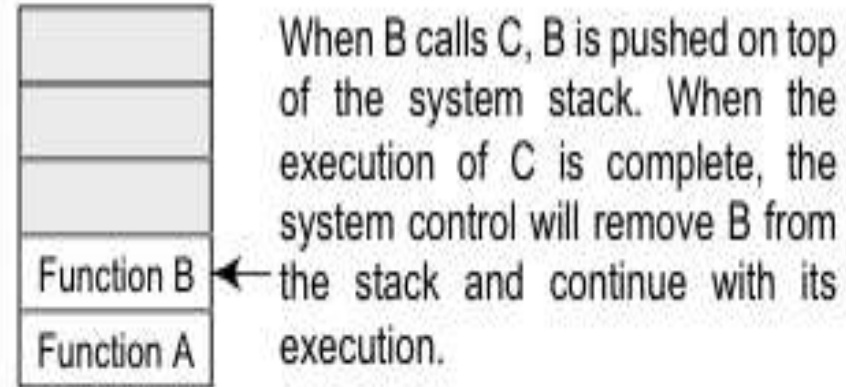 When B calls C, B is pushed on top
of the system stack. When the
execution of C is complete, the
system control will remove B from
the stack and continue with its
execution.
Function B
Function A